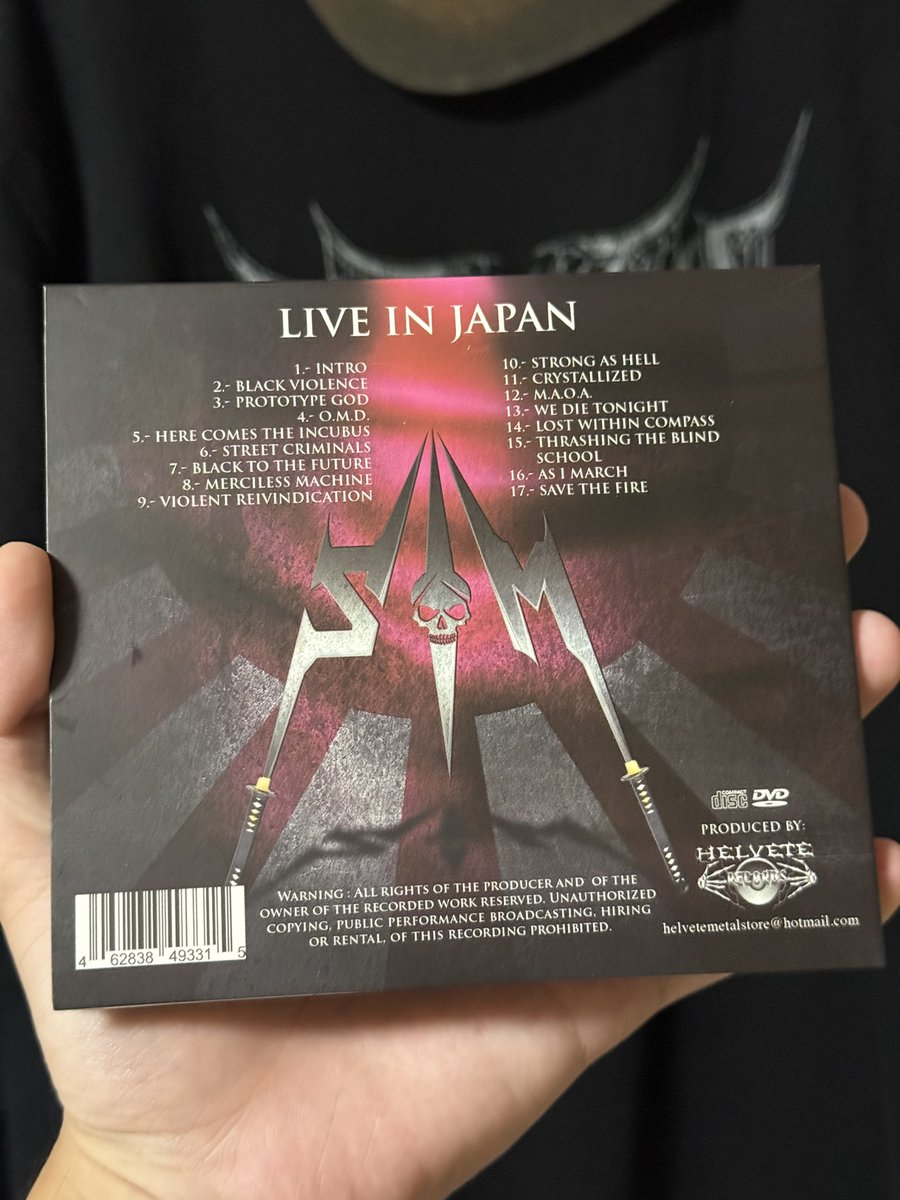 LIVE IN JAPAN
1.- INTRO
2.- BLACK VIOLENCE
3.- PROTOTYPE GOD
4.- O.M.D.
5.- HERE COMES THE INCUBUS
6.- STREET CRIMINALS
7.- BLACK TO THE FUTURE
8.- MERCILESS MACHINE
9.- VIOLENT REIVINDICATION
10.- STRONG AS HELL
11.- CRYSTALLIZED
12.- M.A.O.A.
13.- WE DIE TONIGHT
14.- LOST WITHIN COMPASS
15.- THRASHING THE BLIND
SCHOOL
16.- AS I MARCH
17.- SAVE THE FIRE
S M
COMPACT disc DVD
PRODUCED BY:
HELVETE
RECORDS
helvetemetalstore@hotmail.com
WARNING : ALL RIGHTS OF THE PRODUCER AND OF THE
OWNER OF THE RECORDED WORK RESERVED. UNAUTHORIZED
COPYING, PUBLIC PERFORMANCE BROADCASTING, HIRING
OR RENTAL, OF THIS RECORDING PROHIBITED.
4 62838 49331 5